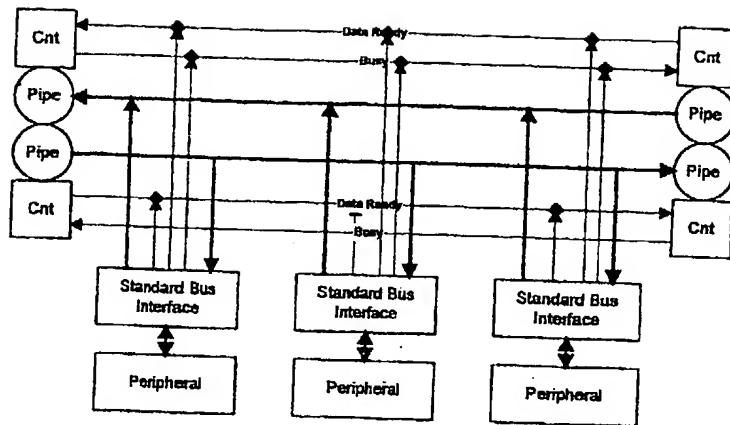 Cnt
Data Ready
Cnt
Busy
Pipe
Pipe
Pipe
Pipe
Cnt
Data Ready
Cnt
Busy
Standard Bus
Interface
Standard Bus
Interface
Standard Bus
Interface
Peripheral
Peripheral
Peripheral